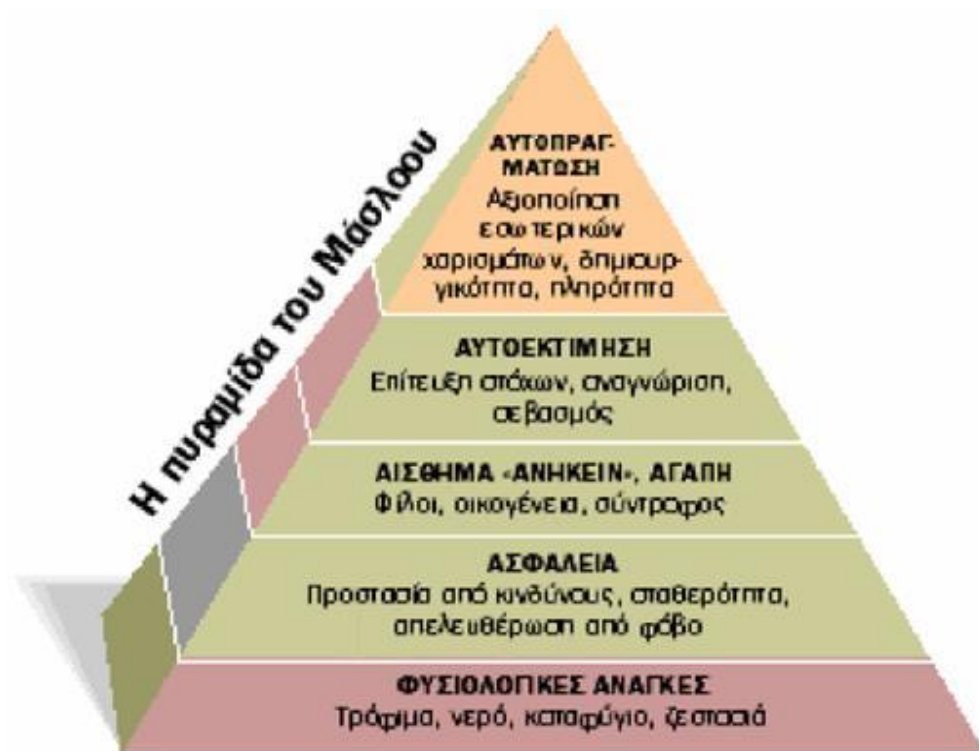 Η πυραμίδα του Μάσλοου
ΑΥΤΟΠΡΑΓ-
ΜΑΤΩΣΗ
Αξιοποίηση
εσωτερικών
χαρισμάτων, δημιουρ-
γικότητα, πληρότητα
ΑΥΤΟΕΚΤΙΜΗΣΗ
Επίτευξη στόχων, αναγνώριση,
σεβασμός
ΑΙΣΘΗΜΑ «ΑΝΗΚΕΙΝ», ΑΓΑΠΗ
Φίλοι, οικογένεια, σύντροφος
ΑΣΦΑΛΕΙΑ
Προστασία από κινδύνους, σταθερότητα,
απελευθέρωση από φόβο
ΦΥΣΙΟΛΟΓΙΚΕΣ ΑΝΑΓΚΕΣ
Τρόφιμα, νερό, καταφύγιο, ζεστασιά